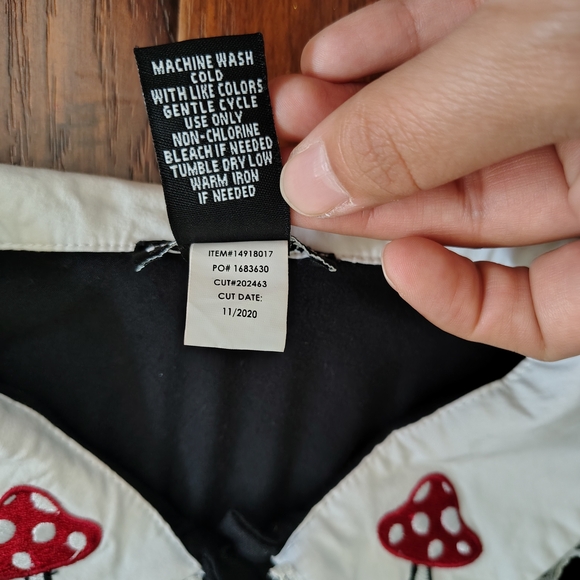 MACHINE WASH
COLD
WITH LIKE COLORS
GENTLE CYCLE
USE ONLY
NON-CHLORINE
BLEACH IF NEEDED
TUMBLE DRY LOW
WARM IRON
IF NEEDED
ITEM#14918017
PO# 1683630
CUT#202463
CUT DATE:
11/2020